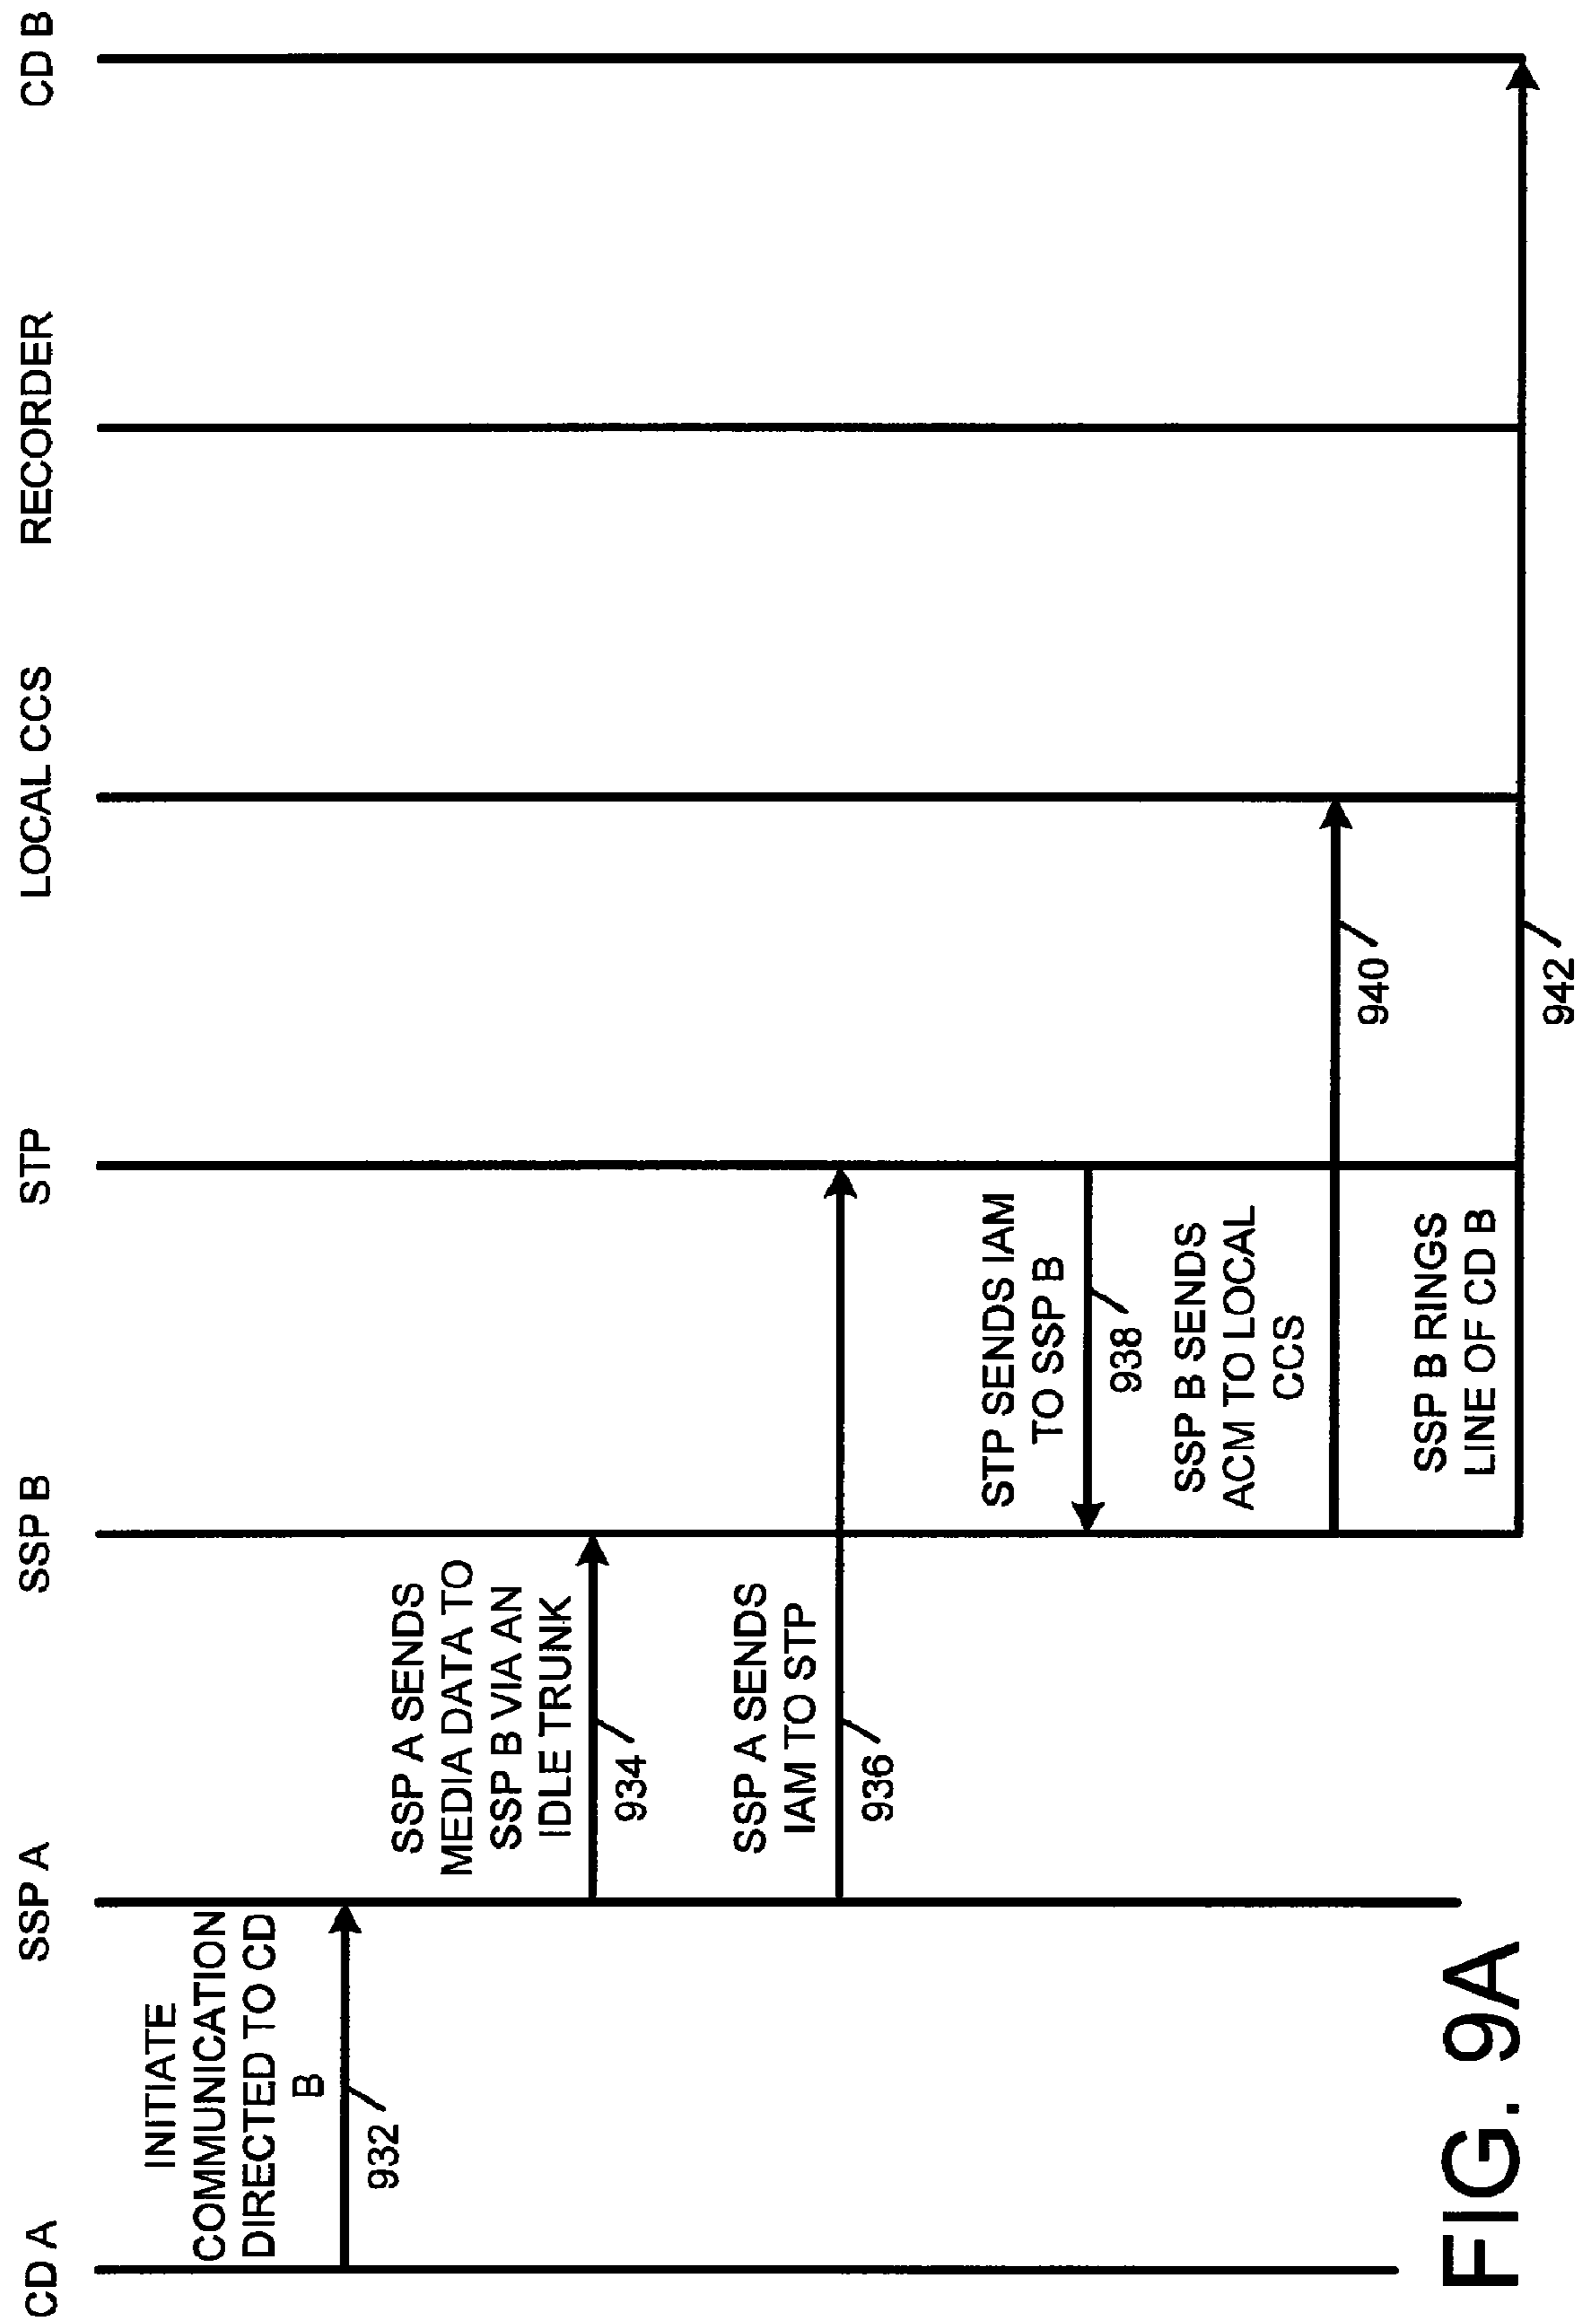 CD A
SSP A
SSP B
STP
LOCAL CCS
RECORDER
CD B
INITIATE
COMMUNICATION
DIRECTED TO CD
B
932
SSP A SENDS
MEDIA DATA TO
SSP B VIA AN
IDLE TRUNK
934
SSP A SENDS
IAM TO STP
936
STP SENDS IAM
TO SSP B
938
SSP B SENDS
ACM TO LOCAL
CCS
940
SSP B RINGS
LINE OF CD B
942
FIG. 9A